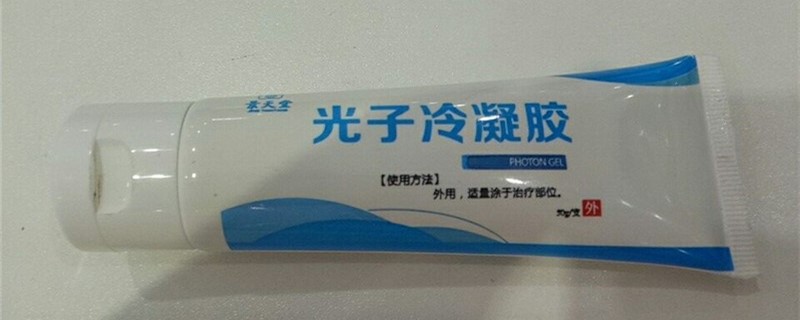 光子冷凝胶
PHOTON GEL
【使用方法】
外用，适量涂于治疗部位。
外